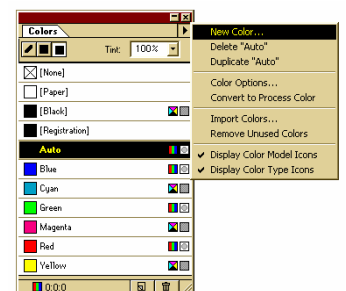 Colors
Tint: 100%
[None]
[Paper]
[Black]
[Registration]
Auto
Blue
Cyan
Green
Magenta
Red
Yellow
0:0:0
New Color...
Delete "Auto"
Duplicate "Auto"
Color Options...
Convert to Process Color
Import Colors...
Remove Unused Colors
Display Color Model Icons
Display Color Type Icons